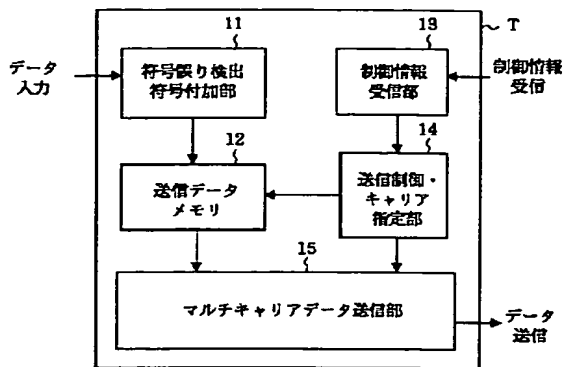 T
11
13
データ
入力
符号誤り検出
符号付加部
制御情報
受信部
制御情報
受信
12
14
送信データ
メモリ
送信制御・
キャリア
指定部
15
マルチキャリアデータ送信部
データ
送信